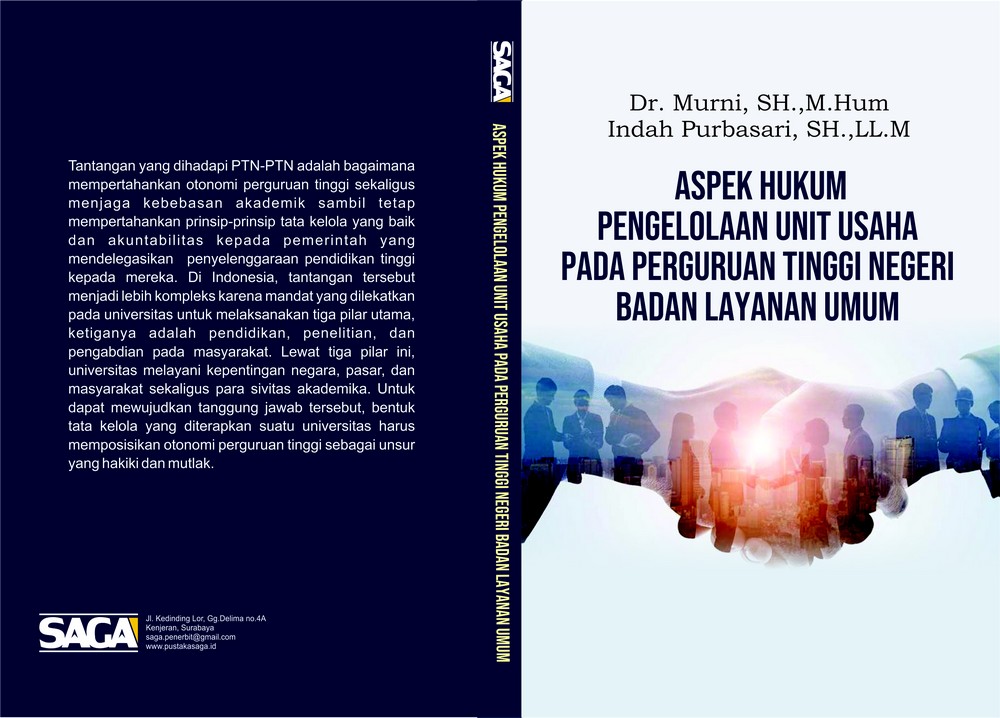 Tantangan yang dihadapi PTN-PTN adalah bagaimana
mempertahankan otonomi perguruan tinggi sekaligus
menjaga kebebasan akademik sambil tetap
mempertahankan prinsip-prinsip tata kelola yang baik
dan akuntabilitas kepada pemerintah yang
mendelegasikan penyelenggaraan pendidikan tinggi
kepada mereka. Di Indonesia, tantangan tersebut
menjadi lebih kompleks karena mandat yang dilekatkan
pada universitas untuk melaksanakan tiga pilar utama,
ketiganya adalah pendidikan, penelitian, dan
pengabdian pada masyarakat. Lewat tiga pilar ini,
universitas melayani kepentingan negara, pasar, dan
masyarakat sekaligus para sivitas akademika. Untuk
dapat mewujudkan tanggung jawab tersebut, bentuk
tata kelola yang diterapkan suatu universitas harus
memposisikan otonomi perguruan tinggi sebagai unsur
yang hakiki dan mutlak.
SAGA
Jl. Kedinding Lor, Gg.Delima no.4A
Kenjeran, Surabaya
saga.penerbit@gmail.com
www.pustakasaga.id
SAGA
ASPEK HUKUM PENGELOLAAN UNIT USAHA PADA PERGURUAN TINGGI NEGERI BADAN LAYANAN UMUM
Dr. Murni, SH.,M.Hum
Indah Purbasari, SH.,LL.M
ASPEK HUKUM
PENGELOLAAN UNIT USAHA
PADA PERGURUAN TINGGI NEGERI
BADAN LAYANAN UMUM